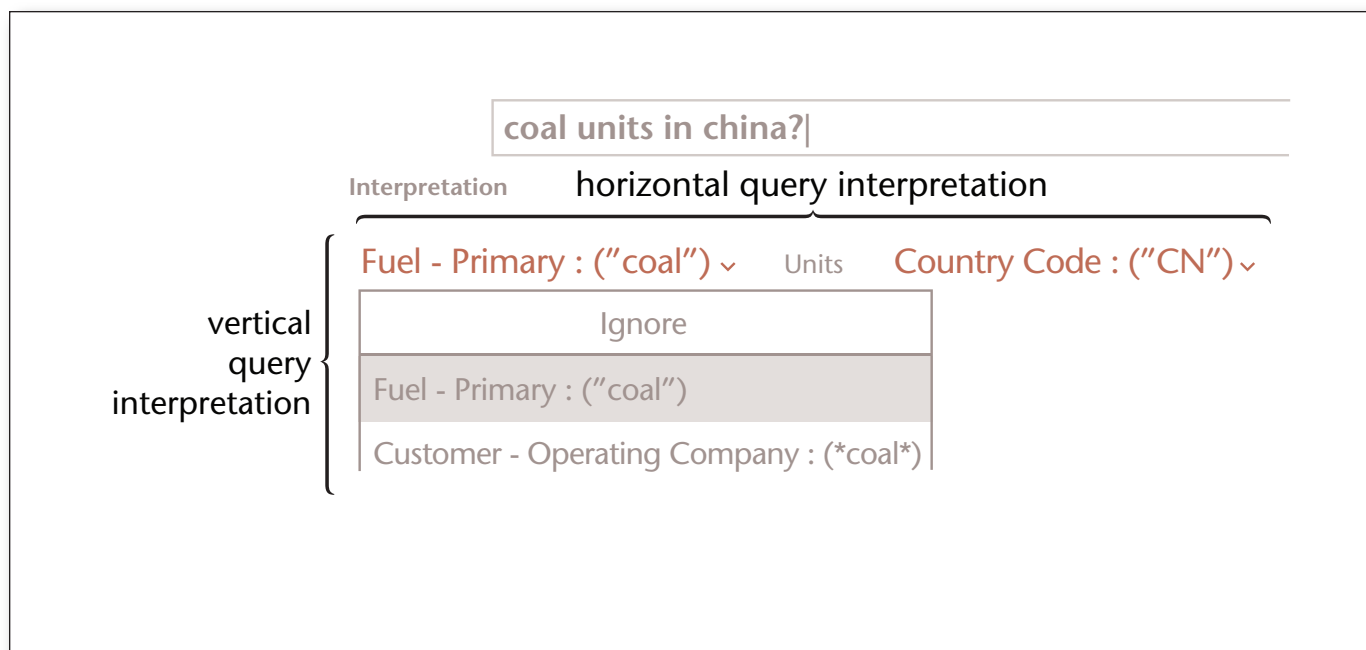 coal units in china?
Interpretation horizontal query interpretation
Fuel - Primary : ("coal") Units Country Code : ("CN")
vertical
query
interpretation
Ignore
Fuel - Primary : ("coal")
Customer - Operating Company : (*coal*)